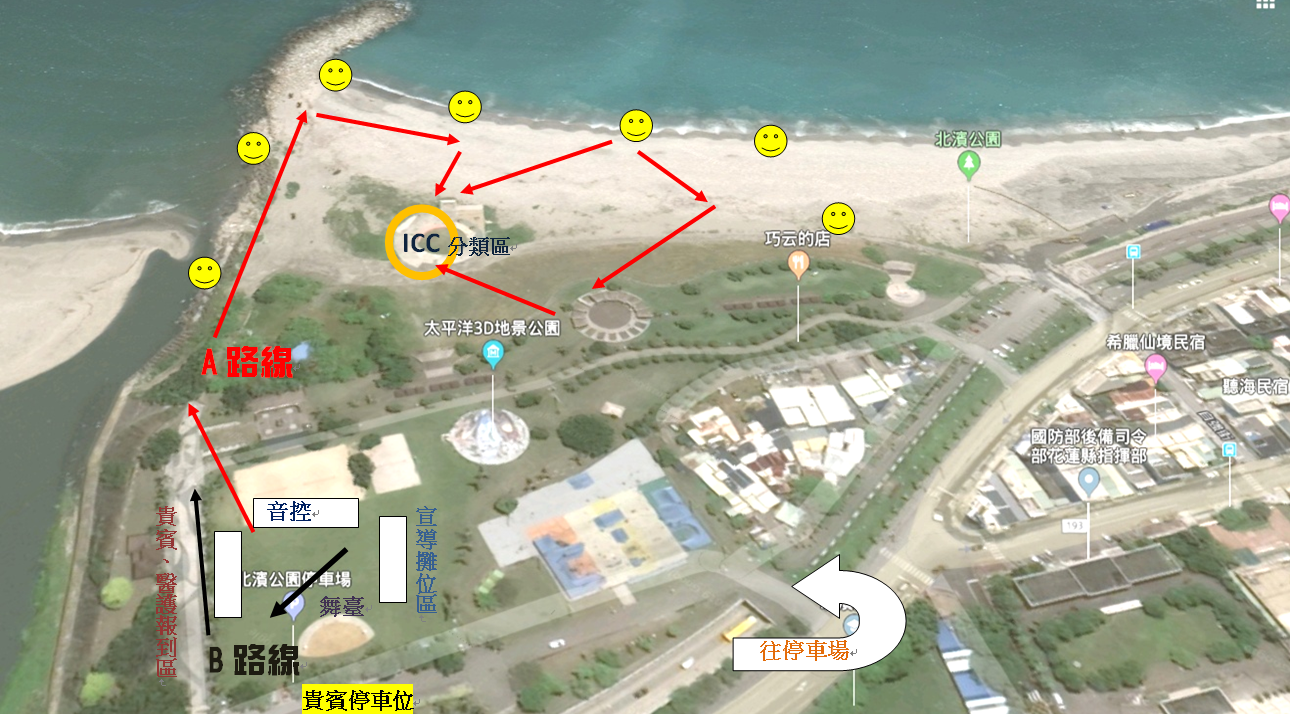 北濱公園
ICC 分類區
巧云的店
太平洋3D地景公園
希臘仙境民宿
A 路線
聽海民宿
國防部後備司令
部花蓮縣指揮部
193
音控
宣導攤位區
貴賓、醫護報到區
北濱公園停車場
舞臺
B 路線
往停車場
貴賓停車位